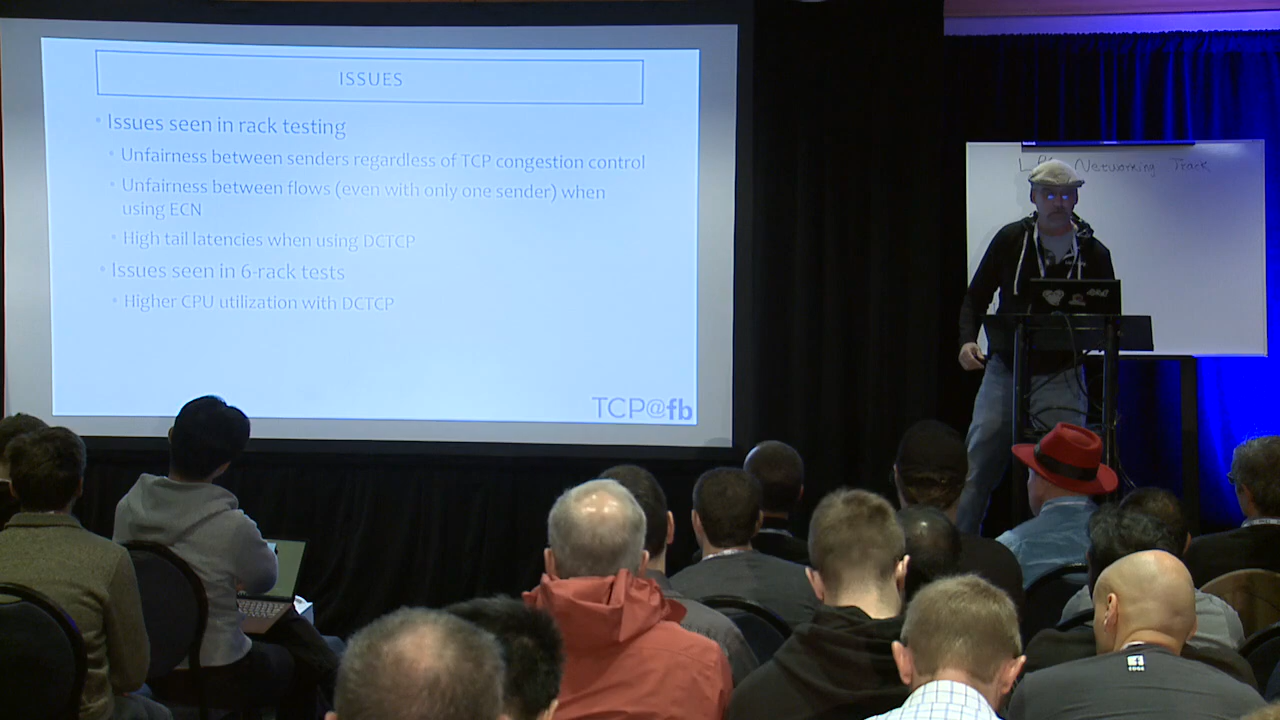 ISSUES
Issues seen in rack testing
Unfairness between senders regardless of TCP congestion control
Unfairness between flows (even with only one sender) when
using ECN
High tail latencies when using DCTCP
Issues seen in 6-rack tests
Higher CPU utilization with DCTCP
TCP@fb
Networking Track